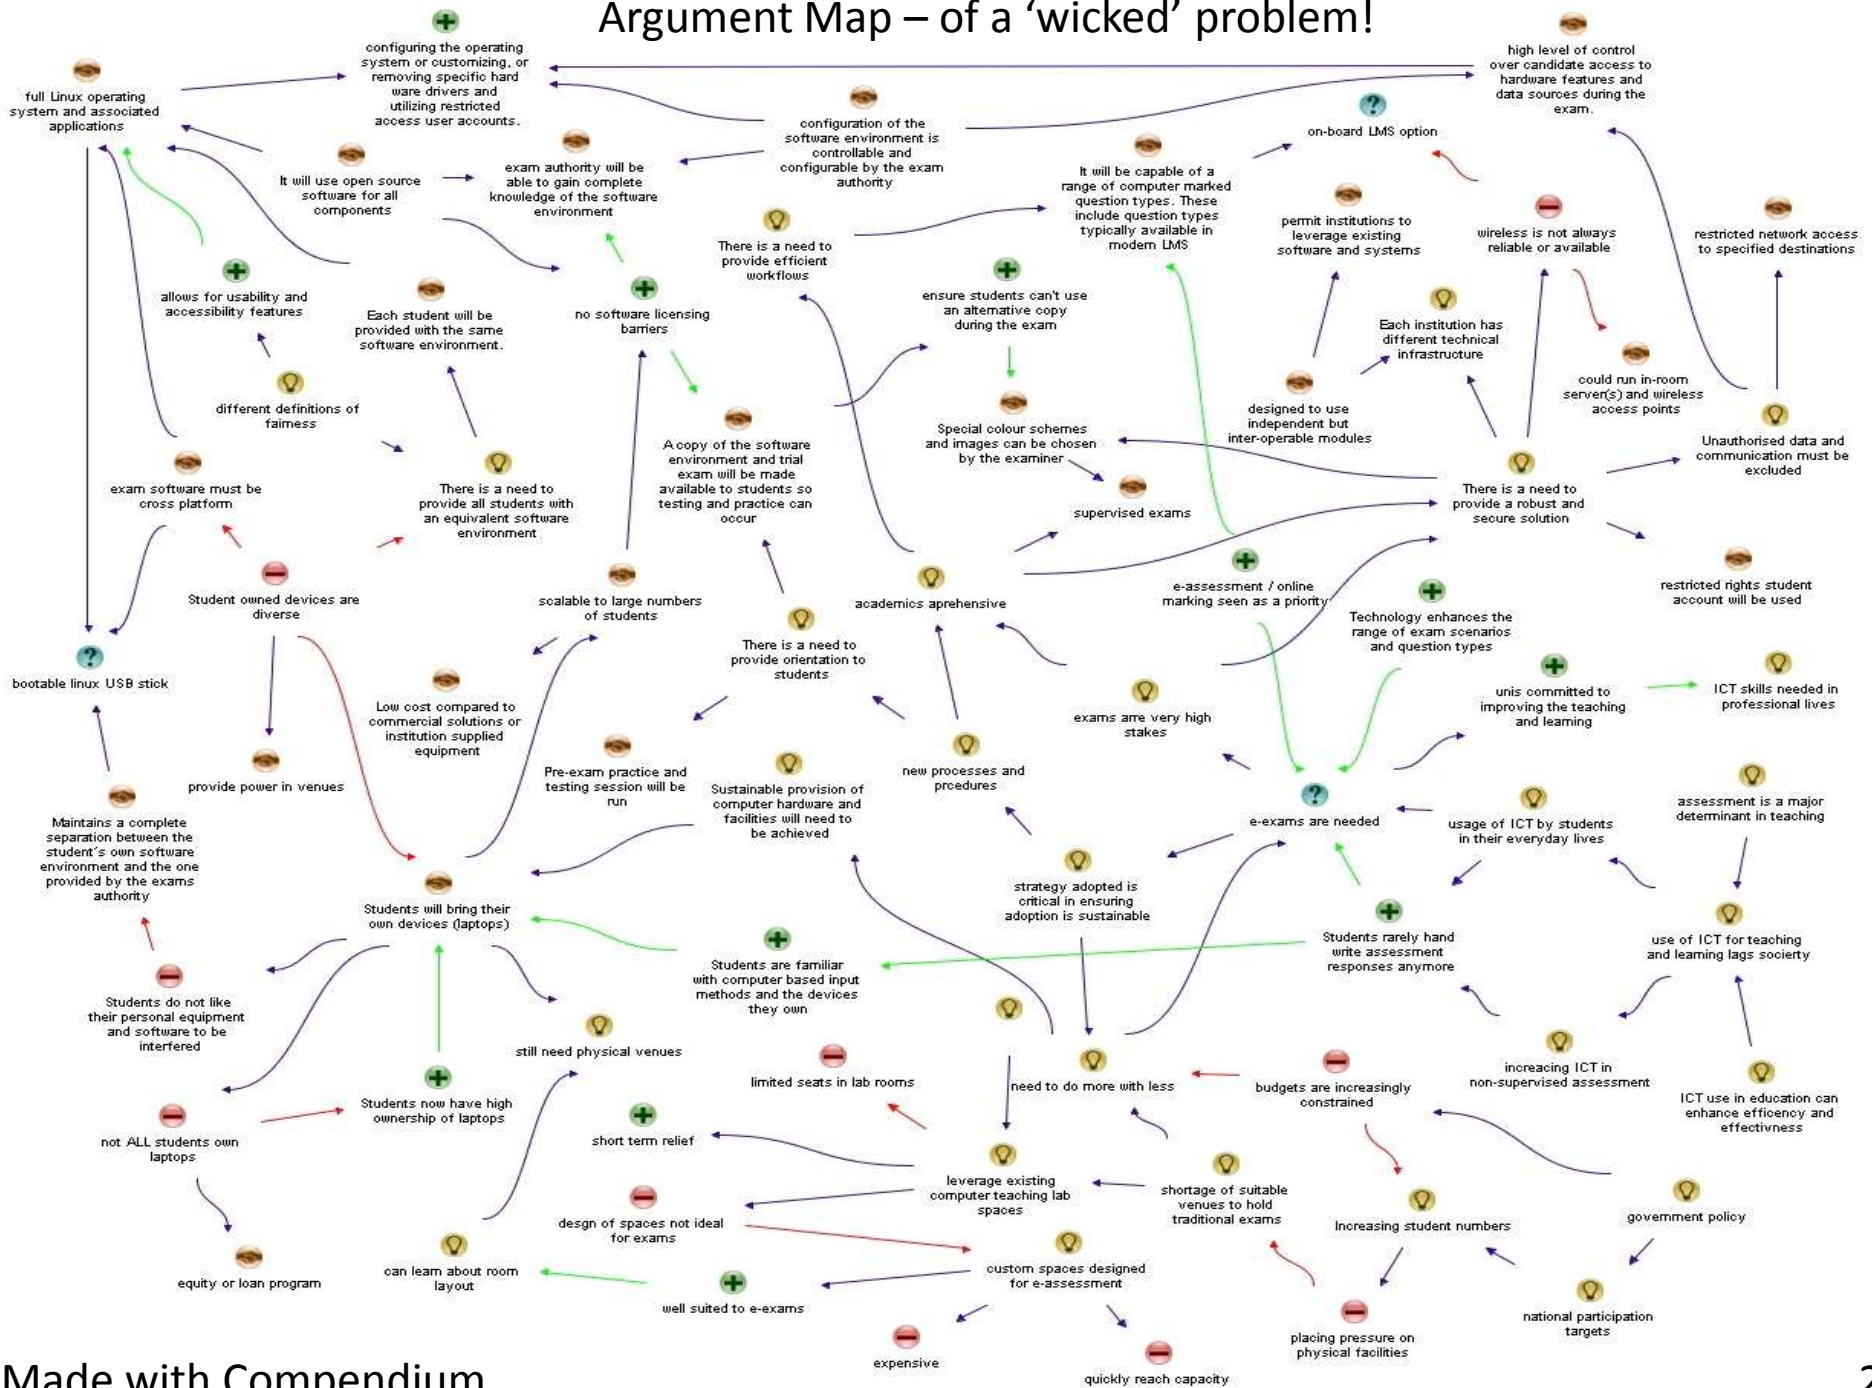 Argument Map – of a ‘wicked’ problem!
full Linux operating
system and associated
applications
configuring the operating
system or customizing, or
removing specific hard
ware drivers and
utilizing restricted
access user accounts.
configuration of the
software environment is
controllable and
configurable by the exam
authority
high level of control
over candidate access to
hardware features and
data sources during the
exam.
on-board LMS option
It will use open source
software for all
components
exam authority will be
able to gain complete
knowledge of the software
environment
It will be capable of a
range of computer marked
question types. These
include question types
typically available in
modern LMS
There is a need to
provide efficient
workflows
permit institutions to
leverage existing
software and systems
wireless is not always
reliable or available
restricted network access
to specified destinations
allows for usability and
accessibility features
Each student will be
provided with the same
software environment.
no software licensing
barriers
ensure students can't use
an alternative copy
during the exam
Each institution has
different technical
infrastructure
could run in-room
server(s) and wireless
access points
different definitions of
fairness
A copy of the software
environment and trial
exam will be made
available to students so
testing and practice can
occur
Special colour schemes
and images can be chosen
by the examiner
designed to use
independent but
inter-operable modules
Unauthorised data and
communication must be
excluded
exam software must be
cross platform
There is a need to
provide all students with
an equivalent software
environment
supervised exams
There is a need to
provide a robust and
secure solution
Student owned devices are
diverse
scalable to large numbers
of students
academics aprehensive
e-assessment / online
marking seen as a priority
restricted rights student
account will be used
Technology enhances the
range of exam scenarios
and question types
bootable linux USB stick
There is a need to
provide orientation to
students
Low cost compared to
commercial solutions or
institution supplied
equipment
exams are very high
stakes
unis committed to
improving the teaching
and learning
ICT skills needed in
professional lives
provide power in venues
Pre-exam practice and
testing session will be
run
Sustainable provision of
computer hardware and
facilities will need to
be achieved
new processes and
prcedures
e-exams are needed
usage of ICT by students
in their everyday lives
assessment is a major
determinant in teaching
Maintains a complete
separation between the
student´s own software
environment and the one
provided by the exams
authority
Students will bring their
own devices (laptops)
strategy adopted is
critical in ensuring
adoption is sustainable
Students rarely hand
write assessment
responses anymore
use of ICT for teaching
and learning lags socierty
Students do not like
their personal equipment
and software to be
interfered
Students are familiar
with computer based input
methods and the devices
they own
still need physical venues
limited seats in lab rooms
need to do more with less
budgets are increasingly
constrained
increasing ICT in
non-supervised assessment
ICT use in education can
enhance efficency and
effectivness
not ALL students own
laptops
Students now have high
ownership of laptops
short term relief
leverage existing
computer teaching lab
spaces
shortage of suitable
venues to hold
traditional exams
Increasing student numbers
government policy
desgn of spaces not ideal
for exams
equity or loan program
can learn about room
layout
well suited to e-exams
custom spaces designed
for e-assessment
national participation
targets
expensive
quickly reach capacity
placing pressure on
physical facilities
Made with Compendium